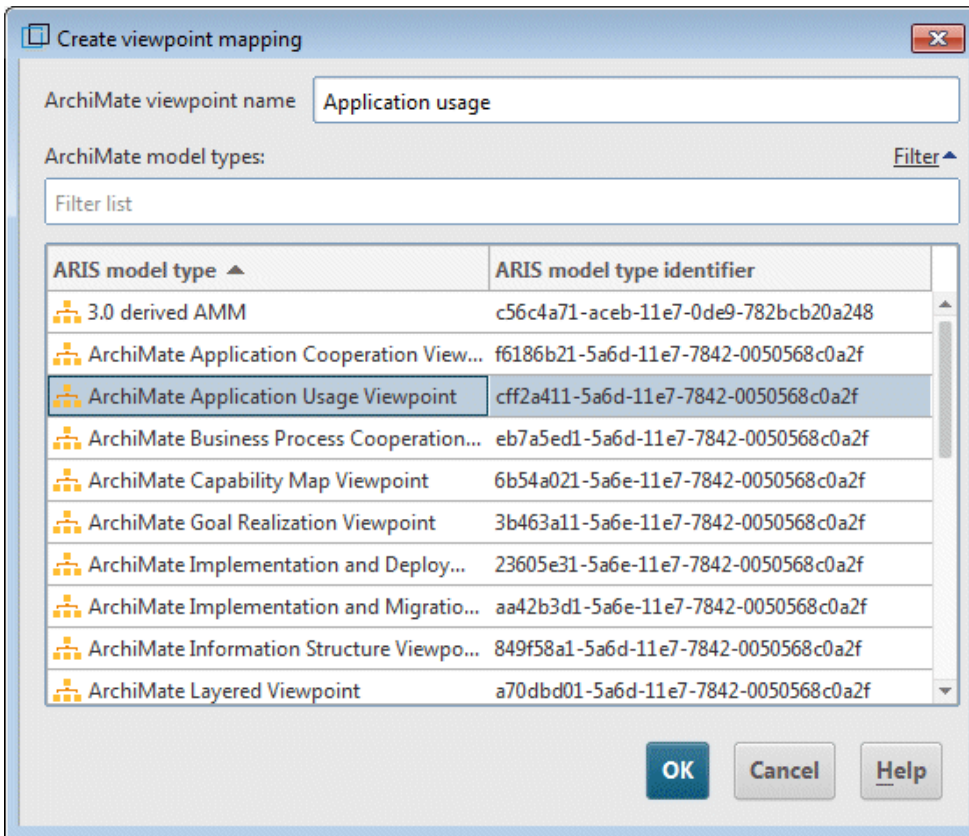 Create viewpoint mapping
ArchiMate viewpoint name Application usage
ArchiMate model types: Filter
Filter list
ARIS model type ARIS model type identifier
3.0 derived AMM c56c4a71-aceb-11e7-0de9-782bcb20a248
ArchiMate Application Cooperation View... f6186b21-5a6d-11e7-7842-0050568c0a2f
ArchiMate Application Usage Viewpoint cff2a411-5a6d-11e7-7842-0050568c0a2f
ArchiMate Business Process Cooperation... eb7a5ed1-5a6d-11e7-7842-0050568c0a2f
ArchiMate Capability Map Viewpoint 6b54a021-5a6e-11e7-7842-0050568c0a2f
ArchiMate Goal Realization Viewpoint 3b463a11-5a6e-11e7-7842-0050568c0a2f
ArchiMate Implementation and Deploy... 23605e31-5a6e-11e7-7842-0050568c0a2f
ArchiMate Implementation and Migratio... aa42b3d1-5a6e-11e7-7842-0050568c0a2f
ArchiMate Information Structure Viewpo... 849f58a1-5a6d-11e7-7842-0050568c0a2f
ArchiMate Layered Viewpoint a70dbd01-5a6d-11e7-7842-0050568c0a2f
OK Cancel Help